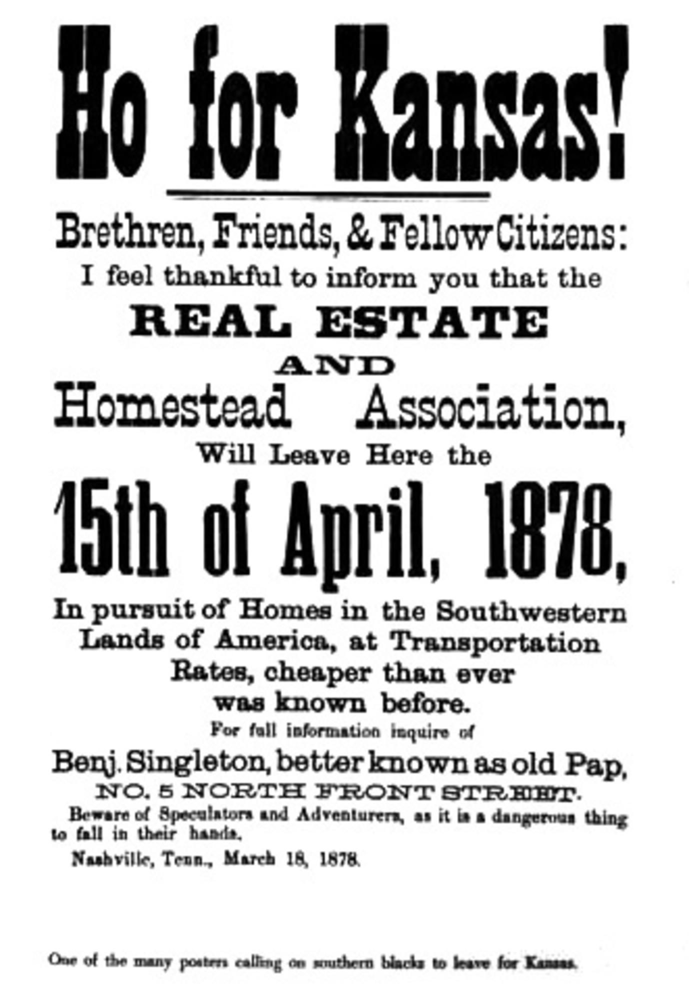 Ho for Kansas!
Brethren, Friends, & Fellow Citizens:
I feel thankful to inform you that the
REAL ESTATE
AND
Homestead Association,
Will Leave Here the
15th of April, 1878,
In pursuit of Homes in the Southwestern
Lands of America, at Transportation
Rates, cheaper than ever
was known before.
For full information inquire of
Benj. Singleton, better known as old Pap,
NO. 5 NORTH FRONT STREET.
Beware of Speculators and Adventurers, as it is a dangerous thing
to fall in their hands.
Nashville, Tenn., March 18, 1878.
One of the many posters calling on southern blacks to leave for Kansas.